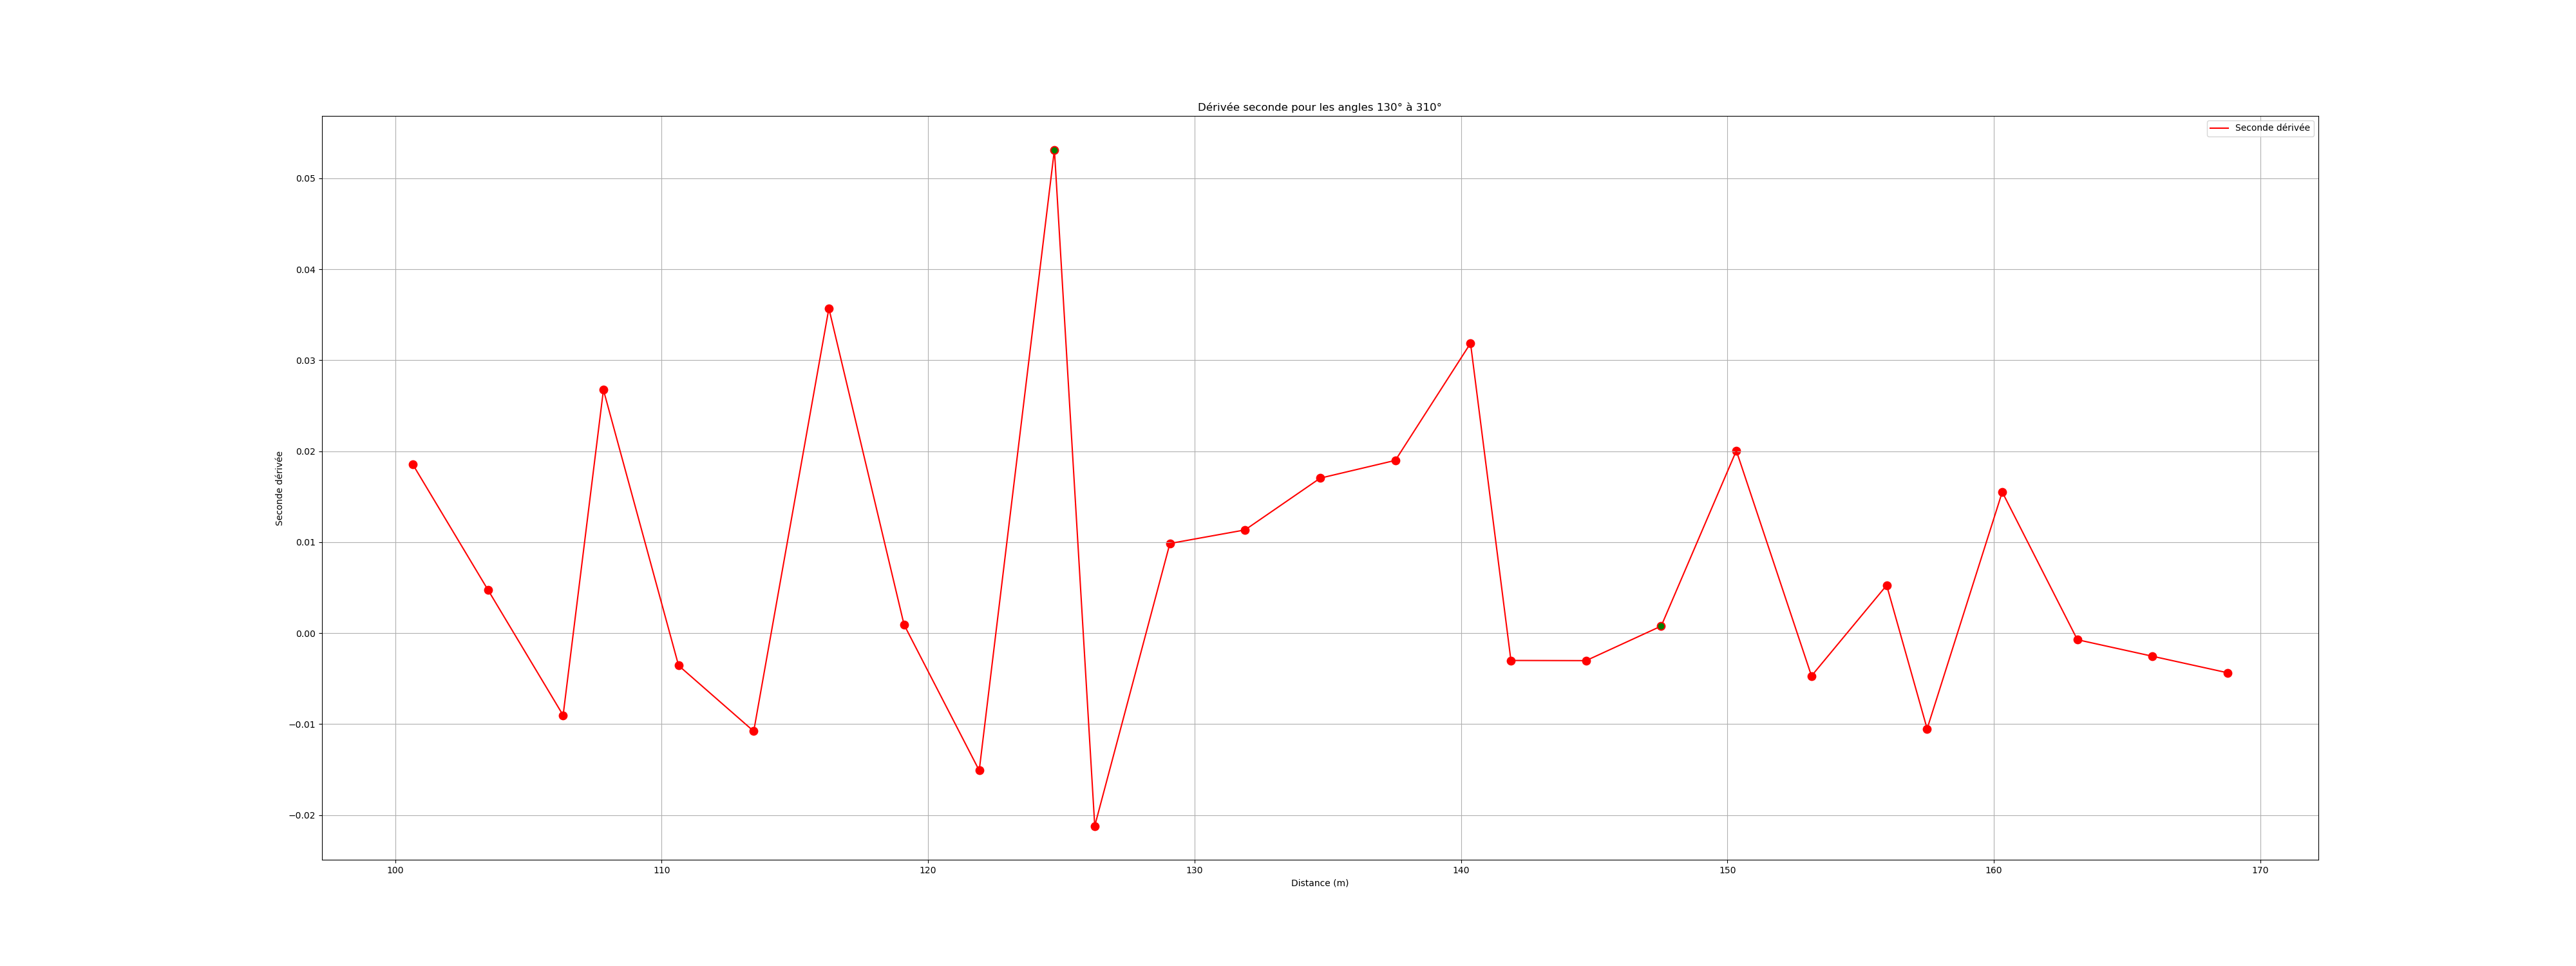 Dérivée seconde pour les angles 130° à 310°
Seconde dérivée
0.05
0.04
0.03
0.02
0.01
0.00
−0.01
−0.02
Seconde dérivée
100 110 120 130 140 150 160 170
Distance (m)